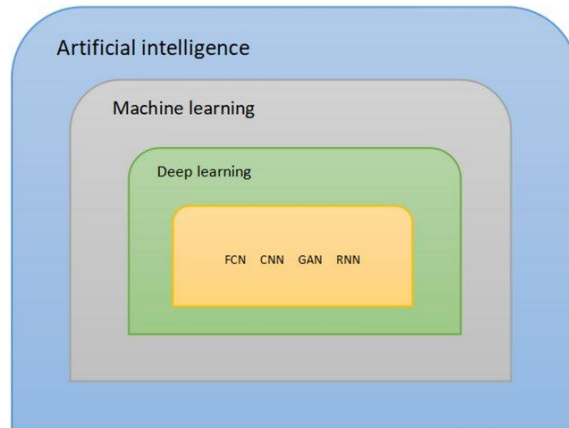 Artificial intelligence
Machine learning
Deep learning
FCN CNN GAN RNN